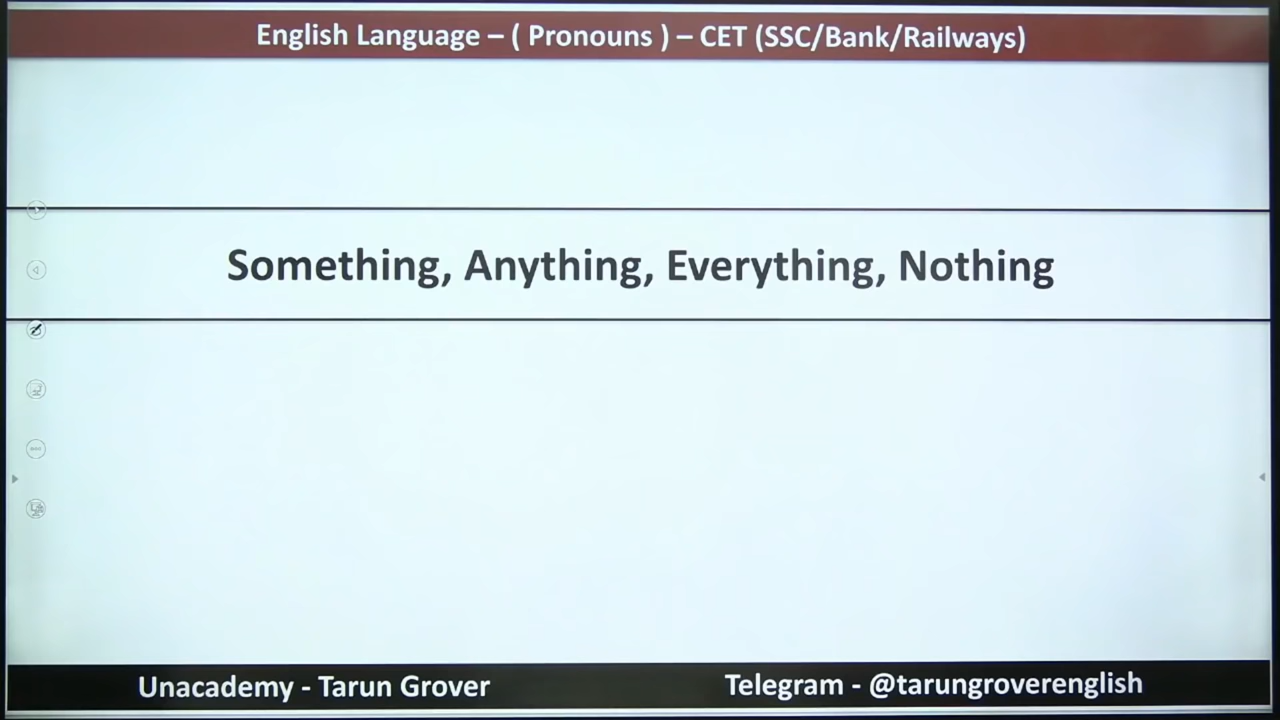 English Language – ( Pronouns ) – CET (SSC/Bank/Railways)
Something, Anything, Everything, Nothing
Unacademy - Tarun Grover
Telegram - @tarungroverenglish